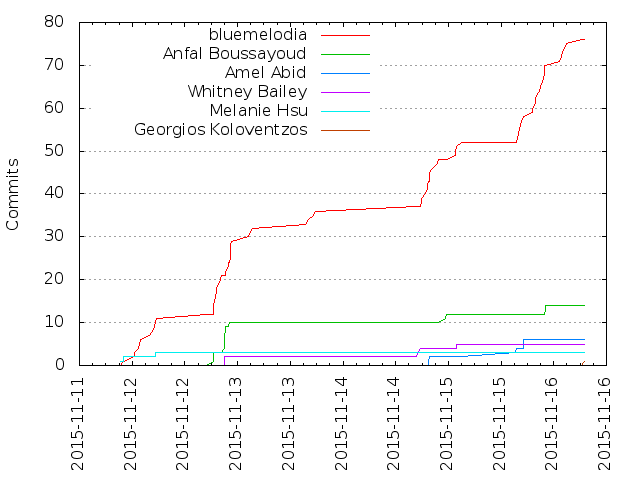 bluemelodia
Anfal Boussayoud
Amel Abid
Whitney Bailey
Melanie Hsu
Georgios Koloventzos
Commits
80
70
60
50
40
30
20
10
0
2015-11-11
2015-11-12
2015-11-12
2015-11-13
2015-11-13
2015-11-14
2015-11-14
2015-11-15
2015-11-15
2015-11-16
2015-11-16